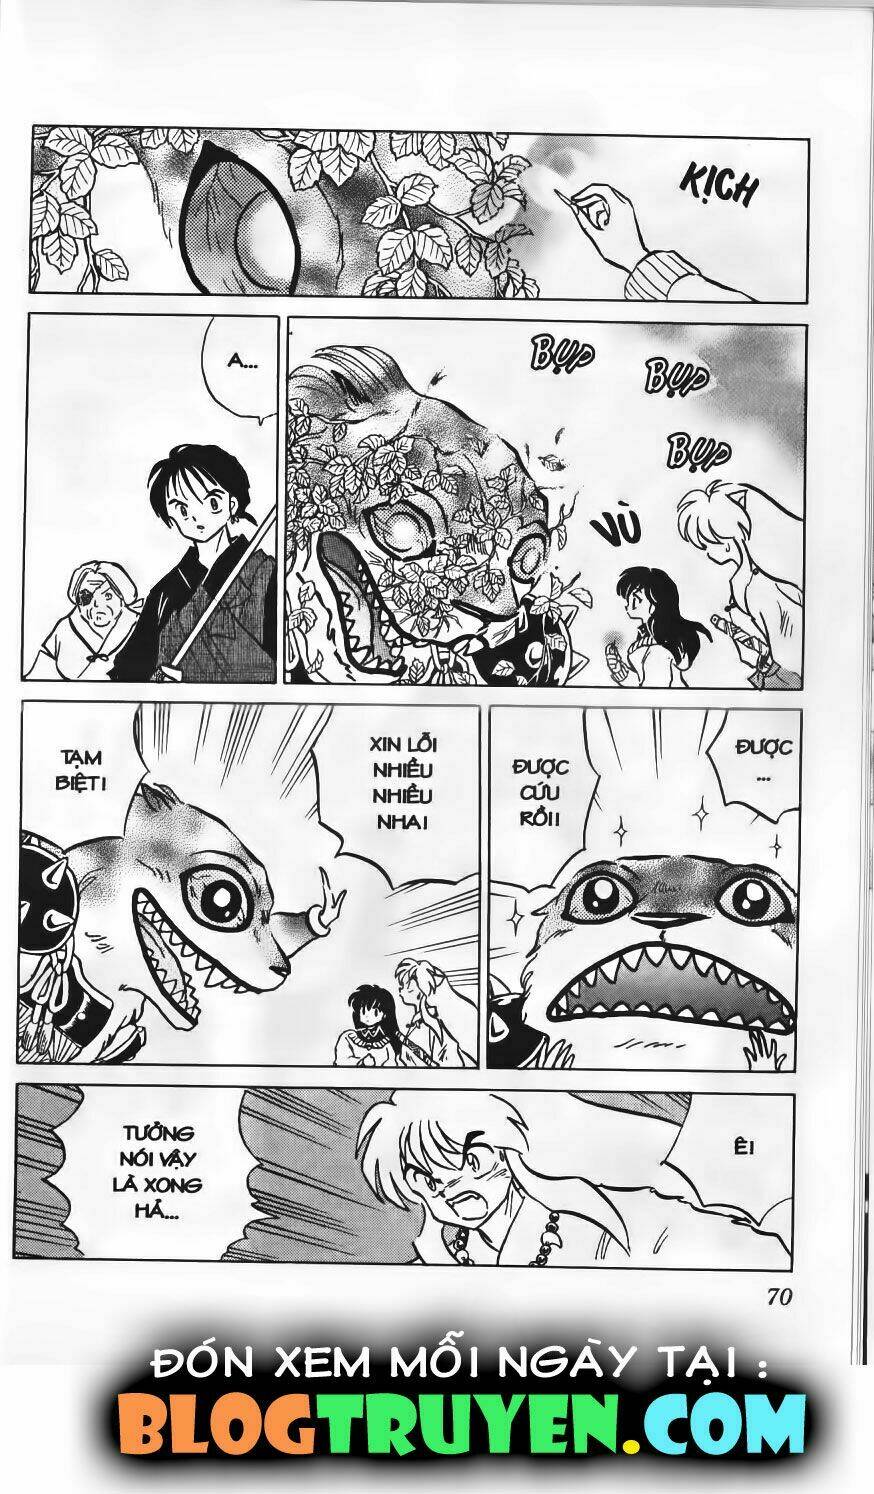 KỊCH
BỤP
BỤP
BỤP
VÙ
A...
ĐƯỢC
...
ĐƯỢC
CỨU
RỒI!
XIN LỖI
NHIỀU
NHIỀU
NHA!
TẠM
BIỆT!
ÊI
TƯỞNG
NÓI VẬY
LÀ XONG
HẢ...
70
ĐÓN XEM MỖI NGÀY TẠI :
BLOGTRUYEN.COM